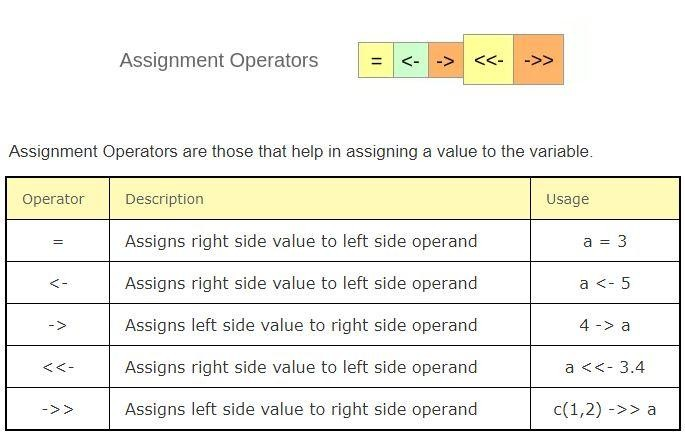 Assignment Operators = <- -> <<- ->>
Assignment Operators are those that help in assigning a value to the variable.
Operator Description Usage
= Assigns right side value to left side operand a = 3
<- Assigns right side value to left side operand a <- 5
-> Assigns left side value to right side operand 4 -> a
<<- Assigns right side value to left side operand a <<- 3.4
->> Assigns left side value to right side operand c(1,2) ->> a